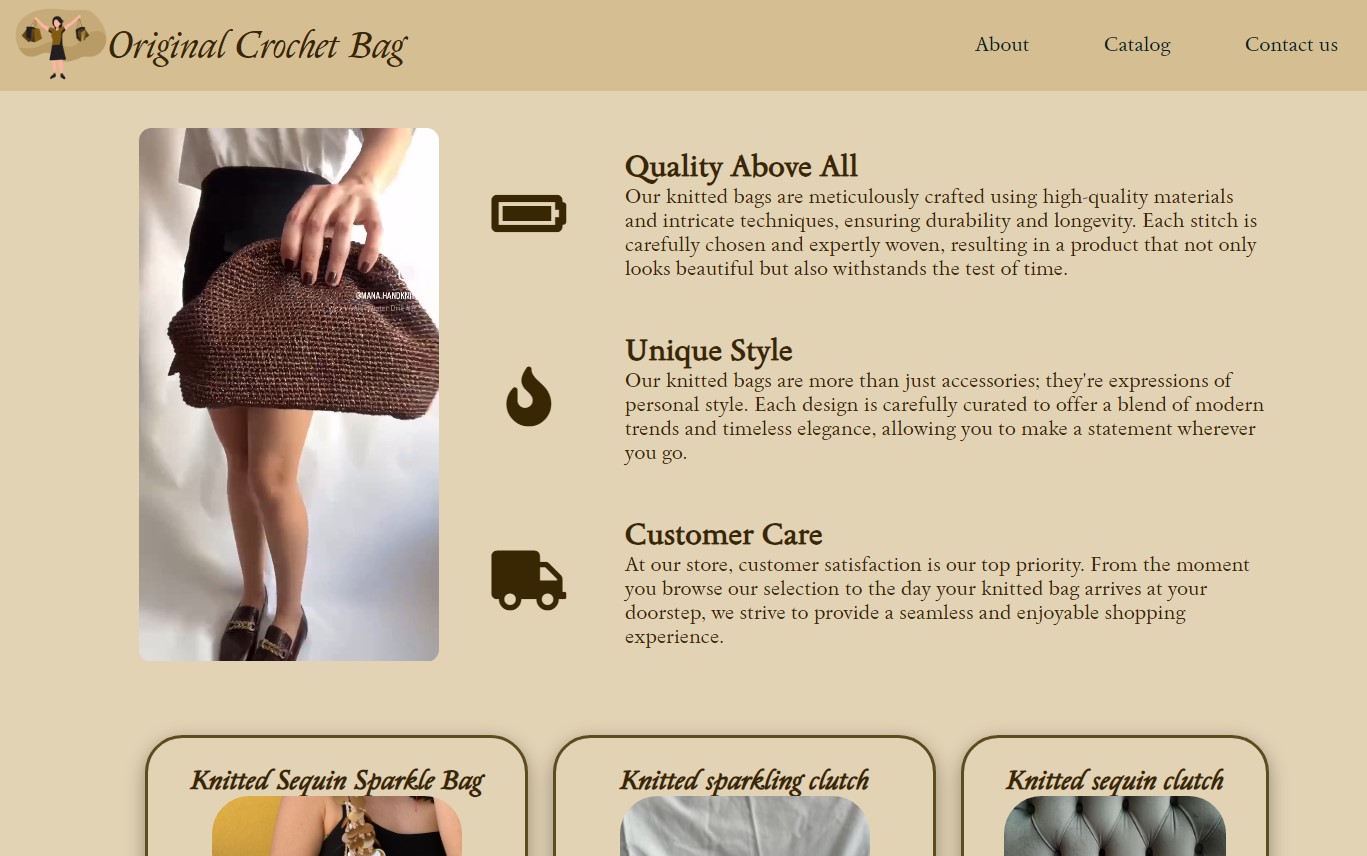 Original Crochet Bag
About
Catalog
Contact us
Quality Above All
Our knitted bags are meticulously crafted using high-quality materials
and intricate techniques, ensuring durability and longevity. Each stitch is
carefully chosen and expertly woven, resulting in a product that not only
looks beautiful but also withstands the test of time.
Unique Style
Our knitted bags are more than just accessories; they're expressions of
personal style. Each design is carefully curated to offer a blend of modern
trends and timeless elegance, allowing you to make a statement wherever
you go.
Customer Care
At our store, customer satisfaction is our top priority. From the moment
you browse our selection to the day your knitted bag arrives at your
doorstep, we strive to provide a seamless and enjoyable shopping
experience.
Knitted Sequin Sparkle Bag
Knitted sparkling clutch
Knitted sequin clutch